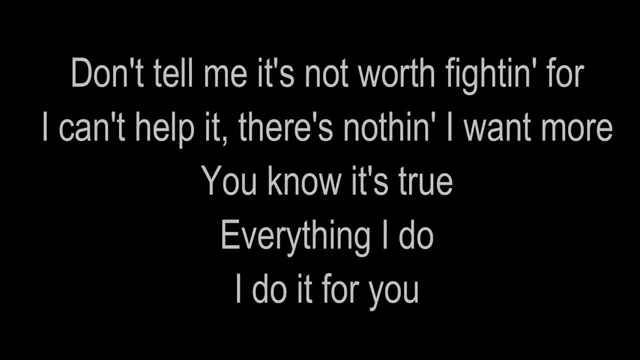 Don't tell me it's not worth fightin' for
I can't help it, there's nothin' I want more
You know it's true
Everything I do
I do it for you